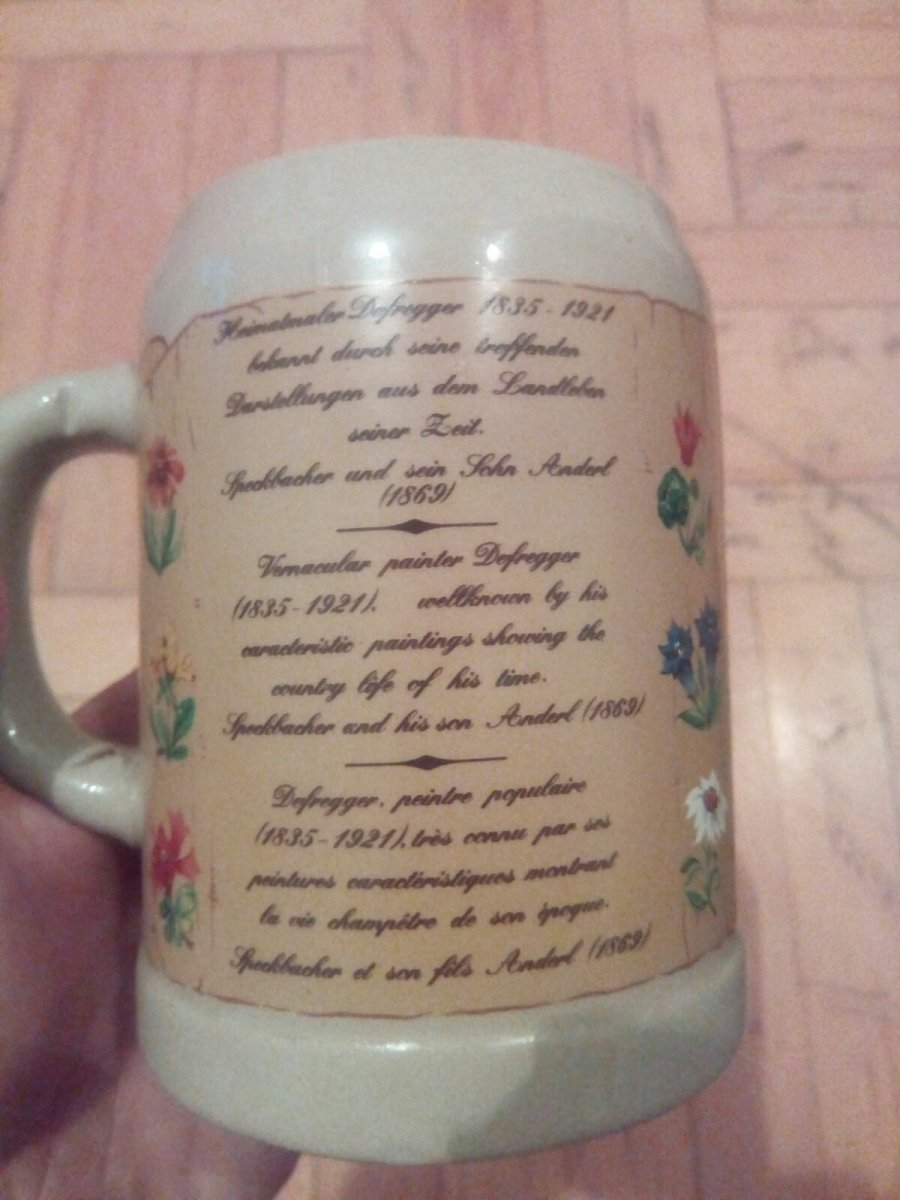 Heimatmaler Defregger 1835 - 1921
bekannt durch seine treffenden
Darstellungen aus dem Landleben
seiner Zeit.
Speckbacher und sein Sohn Anderl
(1869)
Vernacular painter Defregger
(1835 - 1921), wellknown by his
caracteristic paintings showing the
country life of his time.
Speckbacher and his son Anderl (1869)
Defregger, peintre populaire
(1835 - 1921), très connu par ses
peintures caractéristiques montrant
la vie champêtre de son époque.
Speckbacher et son fils Anderl (1869)